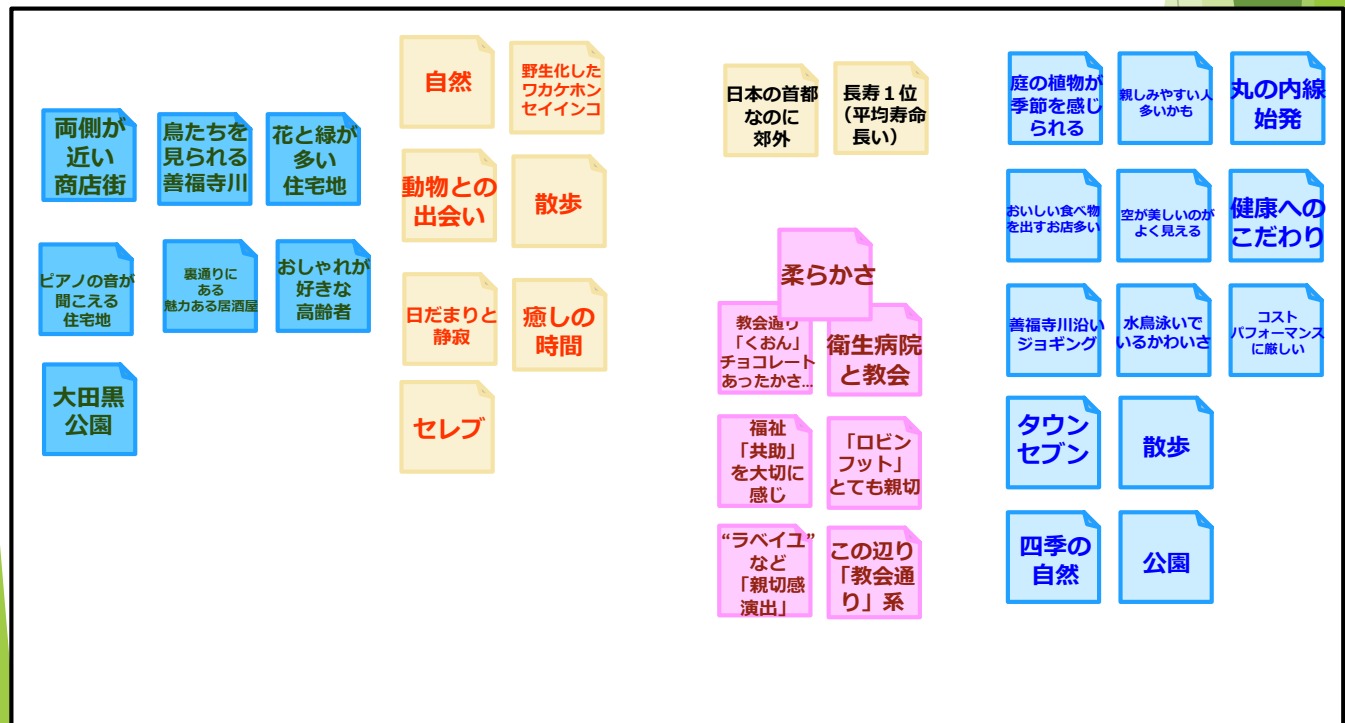 両側が
近い
商店街
鳥たちを
見られる
善福寺川
花と緑が
多い
住宅地
ピアノの音が
聞こえる
住宅地
裏通りに
ある
魅力ある居酒屋
おしゃれが
好きな
高齢者
大田黒
公園
自然
野生化した
ワカケホン
セイインコ
動物との
出会い
散歩
日だまりと
静寂
癒しの
時間
セレブ
日本の首都
なのに
郊外
長寿１位
（平均寿命
長い）
柔らかさ
教会通り
「くおん」
チョコレート
あったかさ...
衛生病院
と教会
福祉
「共助」
を大切に
感じ
「ロビン
フット」
とても親切
“ラベイユ”
など
「親切感
演出」
この辺り
「教会通
り」系
庭の植物が
季節を感じ
られる
親しみやすい人
多いかも
丸の内線
始発
おいしい食べ物
を出すお店多い
空が美しいのが
よく見える
健康への
こだわり
善福寺川沿い
ジョギング
水鳥泳いで
いるかわいさ
コスト
パフォーマンス
に厳しい
タウン
セブン
散歩
四季の
自然
公園